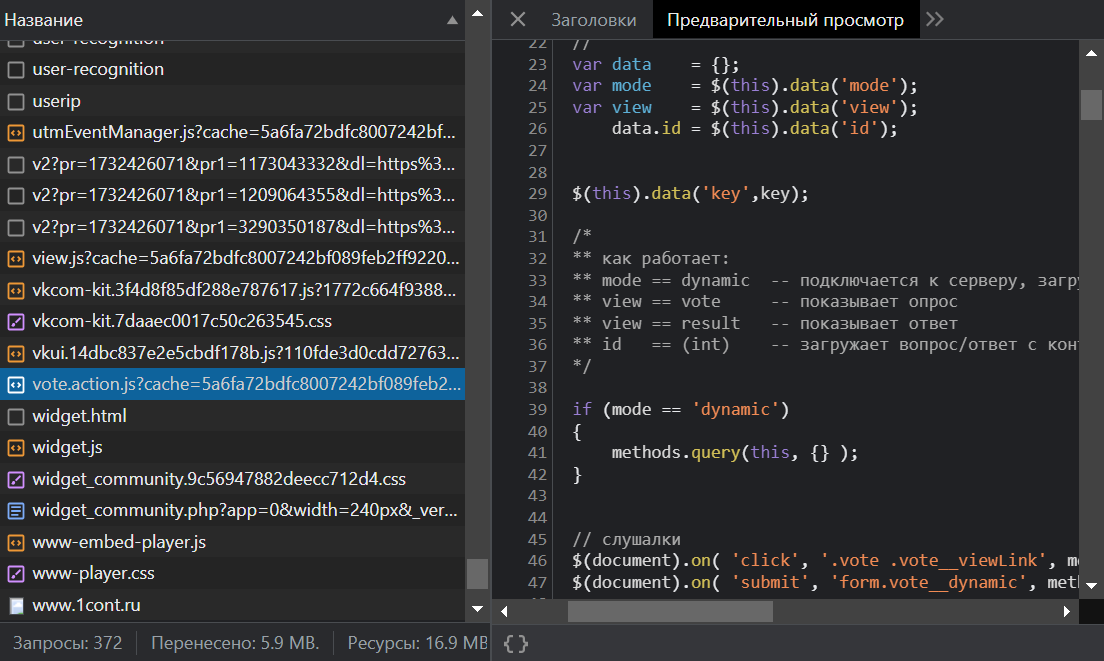 Название
user-recognition
user-recognition
userip
utmEventManager.js?cache=5a6fa72bdfc8007242bf...
v2?pr=1732426071&pr1=1173043332&dl=https%3...
v2?pr=1732426071&pr1=1209064355&dl=https%3...
v2?pr=1732426071&pr1=3290350187&dl=https%3...
view.js?cache=5a6fa72bdfc8007242bf089feb2ff9220...
vkcom-kit.3f4d8f85df288e787617.js?1772c664f9388...
vkcom-kit.7daaec0017c50c263545.css
vkui.14dbc837e2e5cbdf178b.js?110fde3d0cdd72763...
vote.action.js?cache=5a6fa72bdfc8007242bf089feb2...
widget.html
widget.js
widget_community.9c56947882deecc712d4.css
widget_community.php?app=0&width=240px&_ver...
www-embed-player.js
www-player.css
www.1cont.ru
Запросы: 372
Перенесено: 5.9 MB.
Ресурсы: 16.9 MB
Заголовки
Предварительный просмотр
22 //
23 var data    = {};
24 var mode    = $(this).data('mode');
25 var view    = $(this).data('view');
26     data.id = $(this).data('id');
27
28
29 $(this).data('key',key);
30
31 /*
32 ** как работает:
33 ** mode == dynamic  -- подключается к серверу, загру
34 ** view == vote     -- показывает опрос
35 ** view == result   -- показывает ответ
36 ** id   == (int)    -- загружает вопрос/ответ с кон
37 */
38
39 if (mode == 'dynamic')
40 {
41     methods.query(this, {} );
42 }
43
44
45 // слушалки
46 $(document).on( 'click', '.vote .vote__viewLink', m
47 $(document).on( 'submit', 'form.vote__dynamic', met
{ }